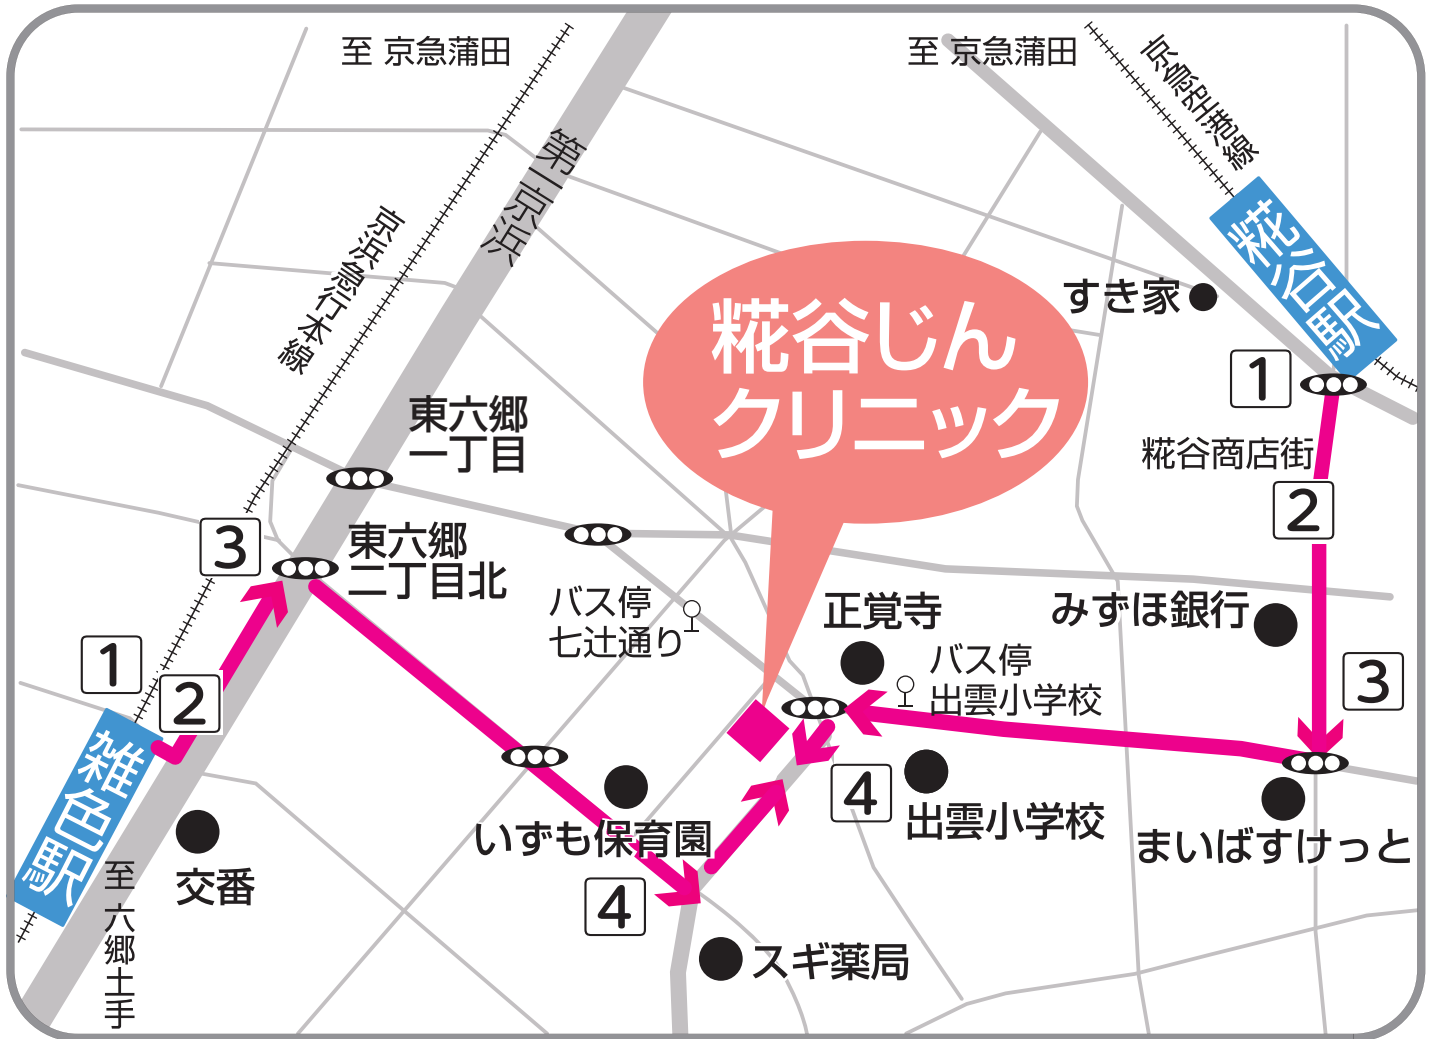 至 京急蒲田
至 京急蒲田
京急空港線
第一京浜
京浜急行本線
糀谷駅
すき家
糀谷じん
クリニック
1
東六郷
一丁目
糀谷商店街
2
3
東六郷
二丁目北
バス停
七辻通り
正覚寺
みずほ銀行
バス停
出雲小学校
1
2
3
雑色駅
4
出雲小学校
いずも保育園
まいばすけっと
交番
至 六郷土手
4
スギ薬局